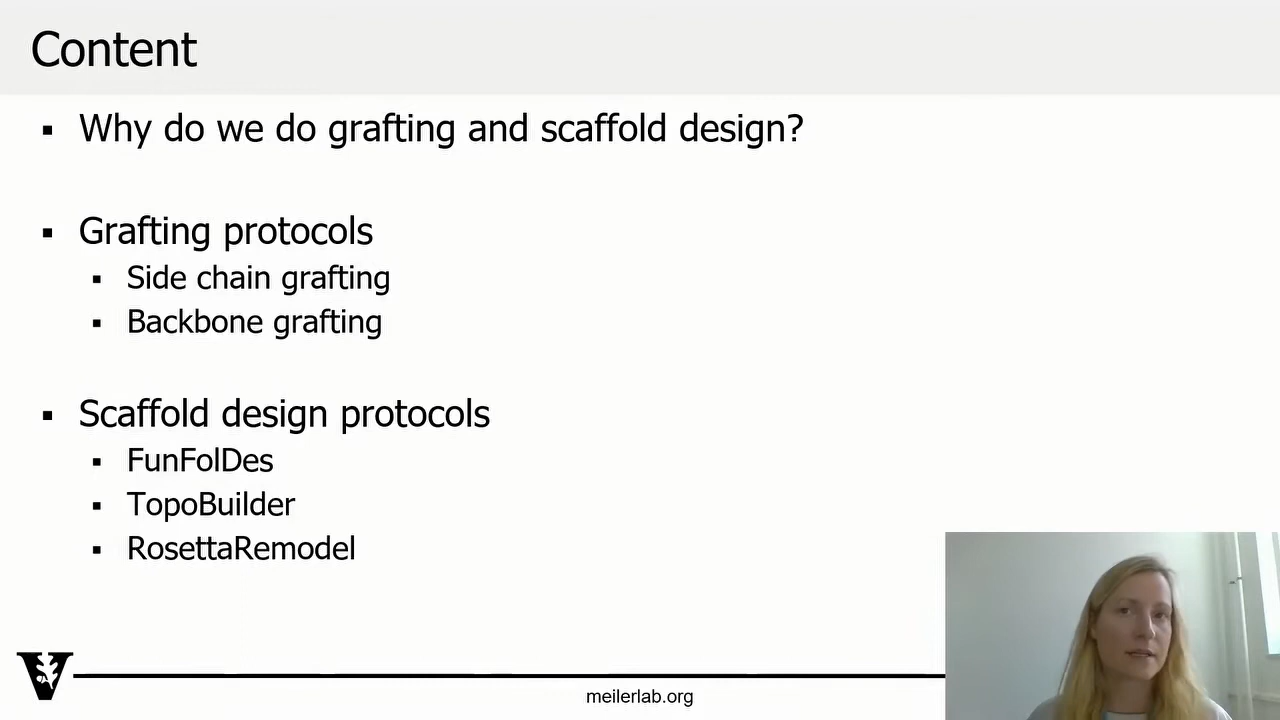 Content
▪ Why do we do grafting and scaffold design?
▪ Grafting protocols
▪ Side chain grafting
▪ Backbone grafting
▪ Scaffold design protocols
▪ FunFolDes
▪ TopoBuilder
▪ RosettaRemodel
V
meilerlab.org